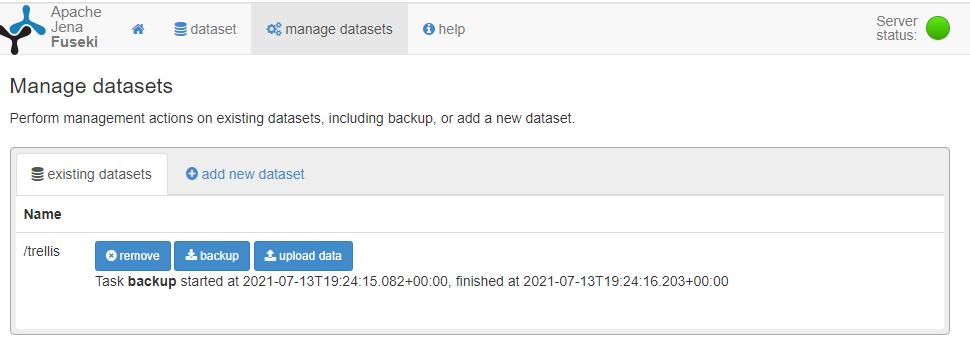 Apache
Jena
Fuseki
dataset
manage datasets
help
Server
status:
Manage datasets
Perform management actions on existing datasets, including backup, or add a new dataset.
existing datasets
add new dataset
Name
/trellis
remove
backup
upload data
Task backup started at 2021-07-13T19:24:15.082+00:00, finished at 2021-07-13T19:24:16.203+00:00